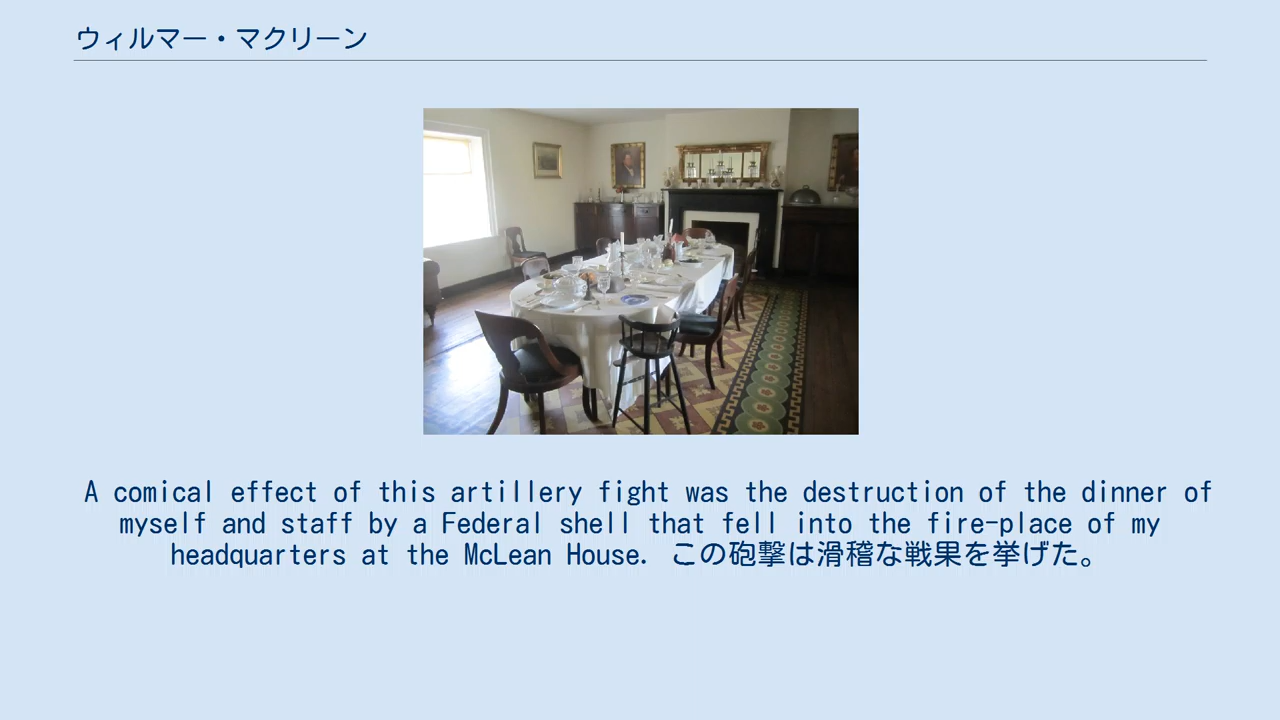 ウィルマー・マクリーン
A comical effect of this artillery fight was the destruction of the dinner of
myself and staff by a Federal shell that fell into the fire-place of my
headquarters at the McLean House. この砲撃は滑稽な戦果を挙げた。